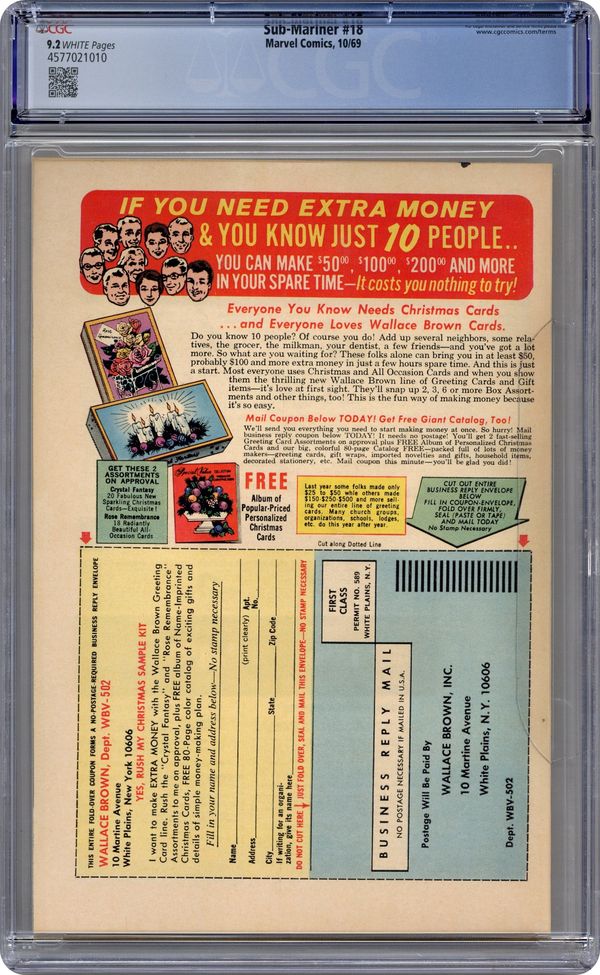 CGC
Sub-Mariner #18
9.2 WHITE Pages
Marvel Comics, 10/69
4577021010
www.cgccomics.com/terms
CGC
IF YOU NEED EXTRA MONEY
& YOU KNOW JUST 10 PEOPLE..
YOU CAN MAKE $50⁰⁰, $100⁰⁰, $200⁰⁰ AND MORE
IN YOUR SPARE TIME—It costs you nothing to try!
Everyone You Know Needs Christmas Cards
...and Everyone Loves Wallace Brown Cards.
Do you know 10 people? Of course you do! Add up several neighbors, some rela-
tives, the grocer, the milkman, your dentist, a few friends—and you've got a lot
more. So what are you waiting for? These folks alone can bring you in at least $50,
probably $100 and more extra money in just a few hours spare time. And this is just
a start. Most everyone uses Christmas and All Occasion Cards and when you show
them the thrilling new Wallace Brown line of Greeting Cards and Gift
items—it's love at first sight. They'll snap up 2, 3, 6 or more Box Assort-
ments and other things, too! This is the fun way of making money because
it's so easy.
Mail Coupon Below TODAY! Get Free Giant Catalog, Too!
We'll send you everything you need to start making money at once. So hurry! Mail
business reply coupon below TODAY! It needs no postage! You'll get 2 fast-selling
Greeting Card Assortments on approval plus FREE Album of Personalized Christmas
Cards and our big, colorful 80-page Catalog FREE—packed full of lots of money
makers—greeting cards, gift wraps, imported novelties and gifts, household items,
decorated stationery, etc. Mail coupon this minute—you'll be glad you did!
GET THESE 2
ASSORTMENTS
ON APPROVAL
Crystal Fantasy
20 Fabulous New
Sparkling Christmas
Cards—Exquisite!
Rose Remembrance
18 Radiantly
Beautiful All-
Occasion Cards
FREE
Album of
Popular-Priced
Personalized
Christmas
Cards
Last year some folks made only
$25 to $50 while others made
$150-$250-$500 and more sell-
ing our entire line of greeting
cards. Many church groups,
organizations, schools, lodges,
etc. do this year after year.
CUT OUT ENTIRE
BUSINESS REPLY ENVELOPE
BELOW
FILL IN COUPON-ENVELOPE,
FOLD OVER FIRMLY,
SEAL (PASTE OR TAPE)
AND MAIL TODAY
No Stamp Necessary
Cut along Dotted Line
THIS ENTIRE FOLD-OVER COUPON FORMS A NO-POSTAGE-REQUIRED BUSINESS REPLY ENVELOPE
WALLACE BROWN, Dept. WBV-502
10 Martine Avenue
White Plains, New York 10606
YES, RUSH MY CHRISTMAS SAMPLE KIT
I want to make EXTRA MONEY with the Wallace Brown Greeting
Card line. Rush the "Crystal Fantasy" and "Rose Remembrance"
Assortments to me on approval, plus FREE album of Name-Imprinted
Christmas Cards, FREE 80-Page color catalog of exciting gifts and
details of simple money-making plan.
Fill in your name and address below—No stamp necessary
Name
(print clearly)
Apt.
No.
Address
City
State
Zip Code
If writing for an organi-
zation, give its name here
DO NOT CUT HERE JUST FOLD OVER, SEAL AND MAIL THIS ENVELOPE—NO STAMP NECESSARY
FIRST
CLASS
PERMIT NO. 589
WHITE PLAINS, N.Y.
BUSINESS REPLY MAIL
NO POSTAGE NECESSARY IF MAILED IN U.S.A.
Postage Will Be Paid By
WALLACE BROWN, INC.
10 Martine Avenue
White Plains, N.Y. 10606
Dept. WBV-502